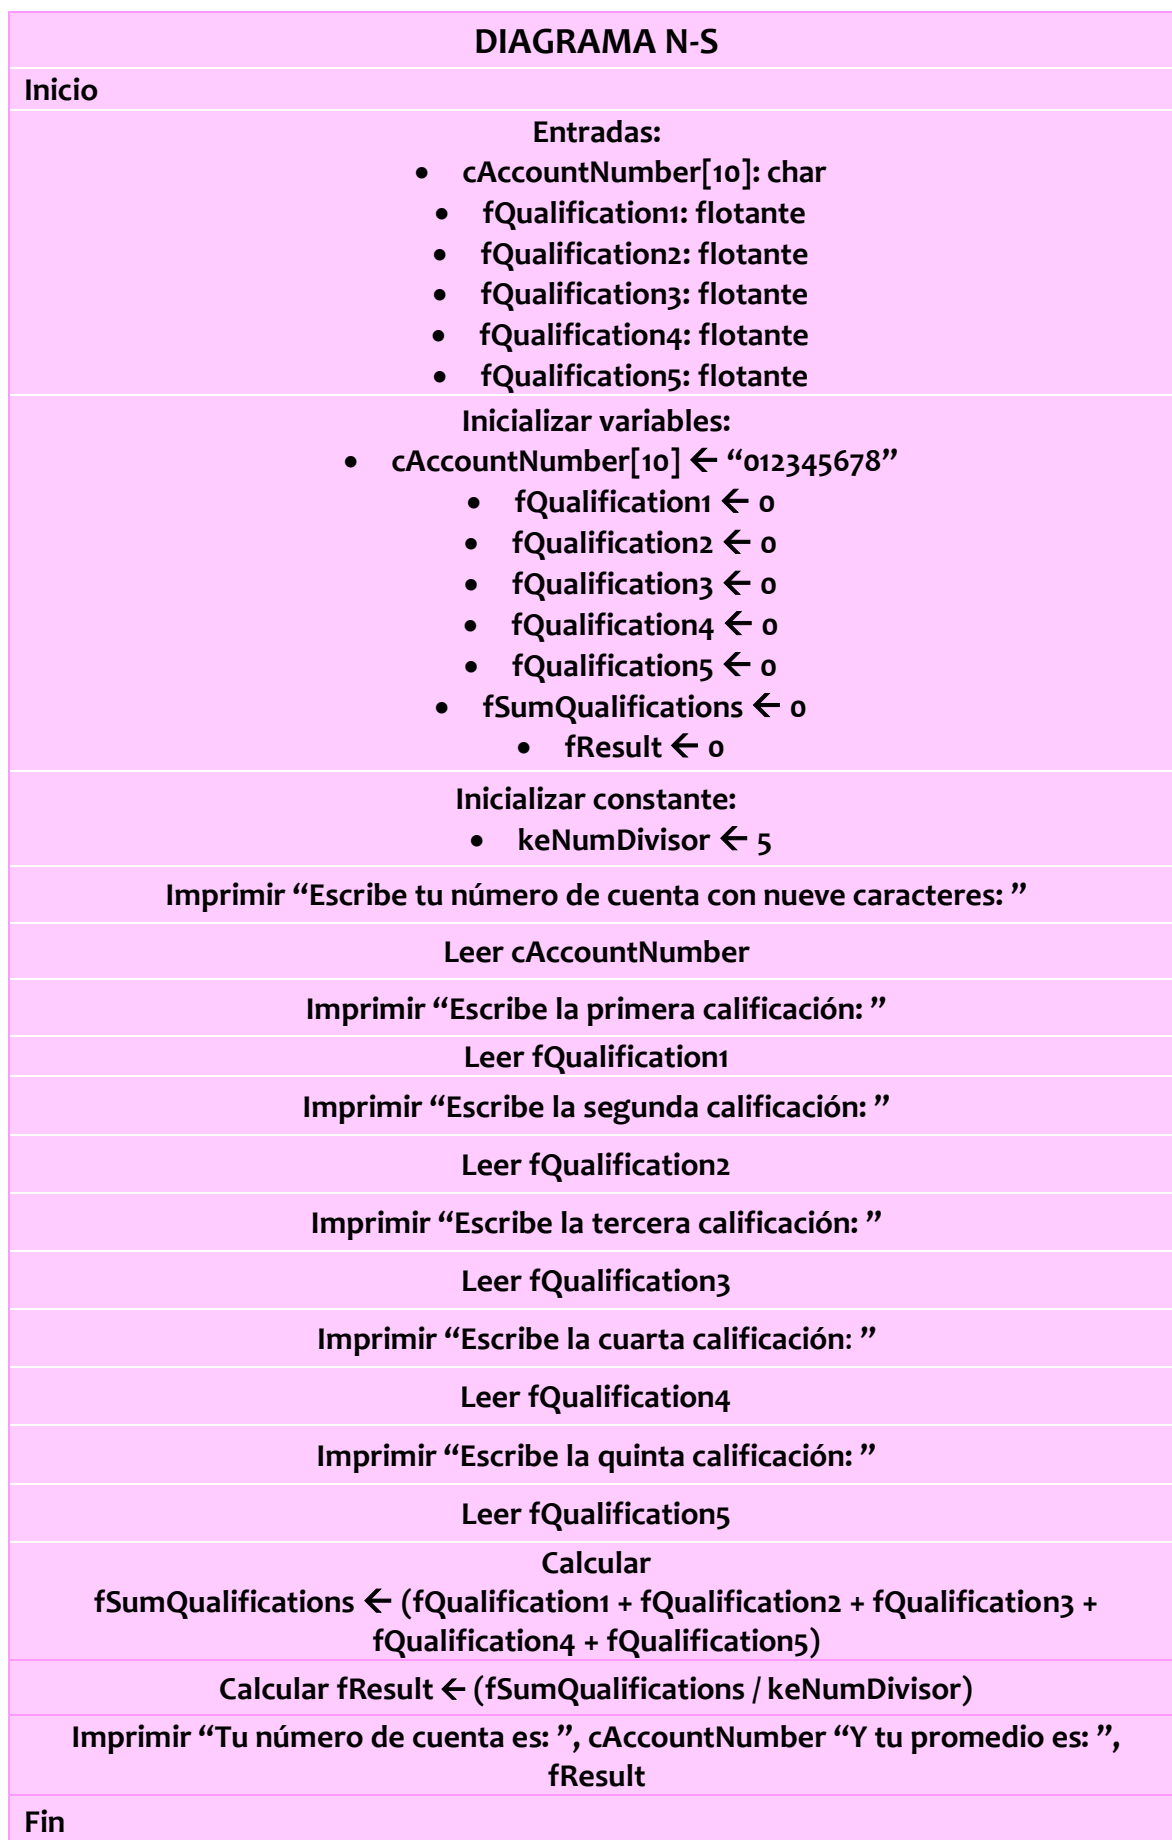 DIAGRAMA N-S
Inicio
Entradas:
• cAccountNumber[10]: char
• fQualification1: flotante
• fQualification2: flotante
• fQualification3: flotante
• fQualification4: flotante
• fQualification5: flotante
Inicializar variables:
• cAccountNumber[10] ← “012345678”
• fQualification1 ← 0
• fQualification2 ← 0
• fQualification3 ← 0
• fQualification4 ← 0
• fQualification5 ← 0
• fSumQualifications ← 0
• fResult ← 0
Inicializar constante:
• keNumDivisor ← 5
Imprimir “Escribe tu número de cuenta con nueve caracteres: ”
Leer cAccountNumber
Imprimir “Escribe la primera calificación: ”
Leer fQualification1
Imprimir “Escribe la segunda calificación: ”
Leer fQualification2
Imprimir “Escribe la tercera calificación: ”
Leer fQualification3
Imprimir “Escribe la cuarta calificación: ”
Leer fQualification4
Imprimir “Escribe la quinta calificación: ”
Leer fQualification5
Calcular
fSumQualifications ← (fQualification1 + fQualification2 + fQualification3 +
fQualification4 + fQualification5)
Calcular fResult ← (fSumQualifications / keNumDivisor)
Imprimir “Tu número de cuenta es: ”, cAccountNumber “Y tu promedio es: ”,
fResult
Fin